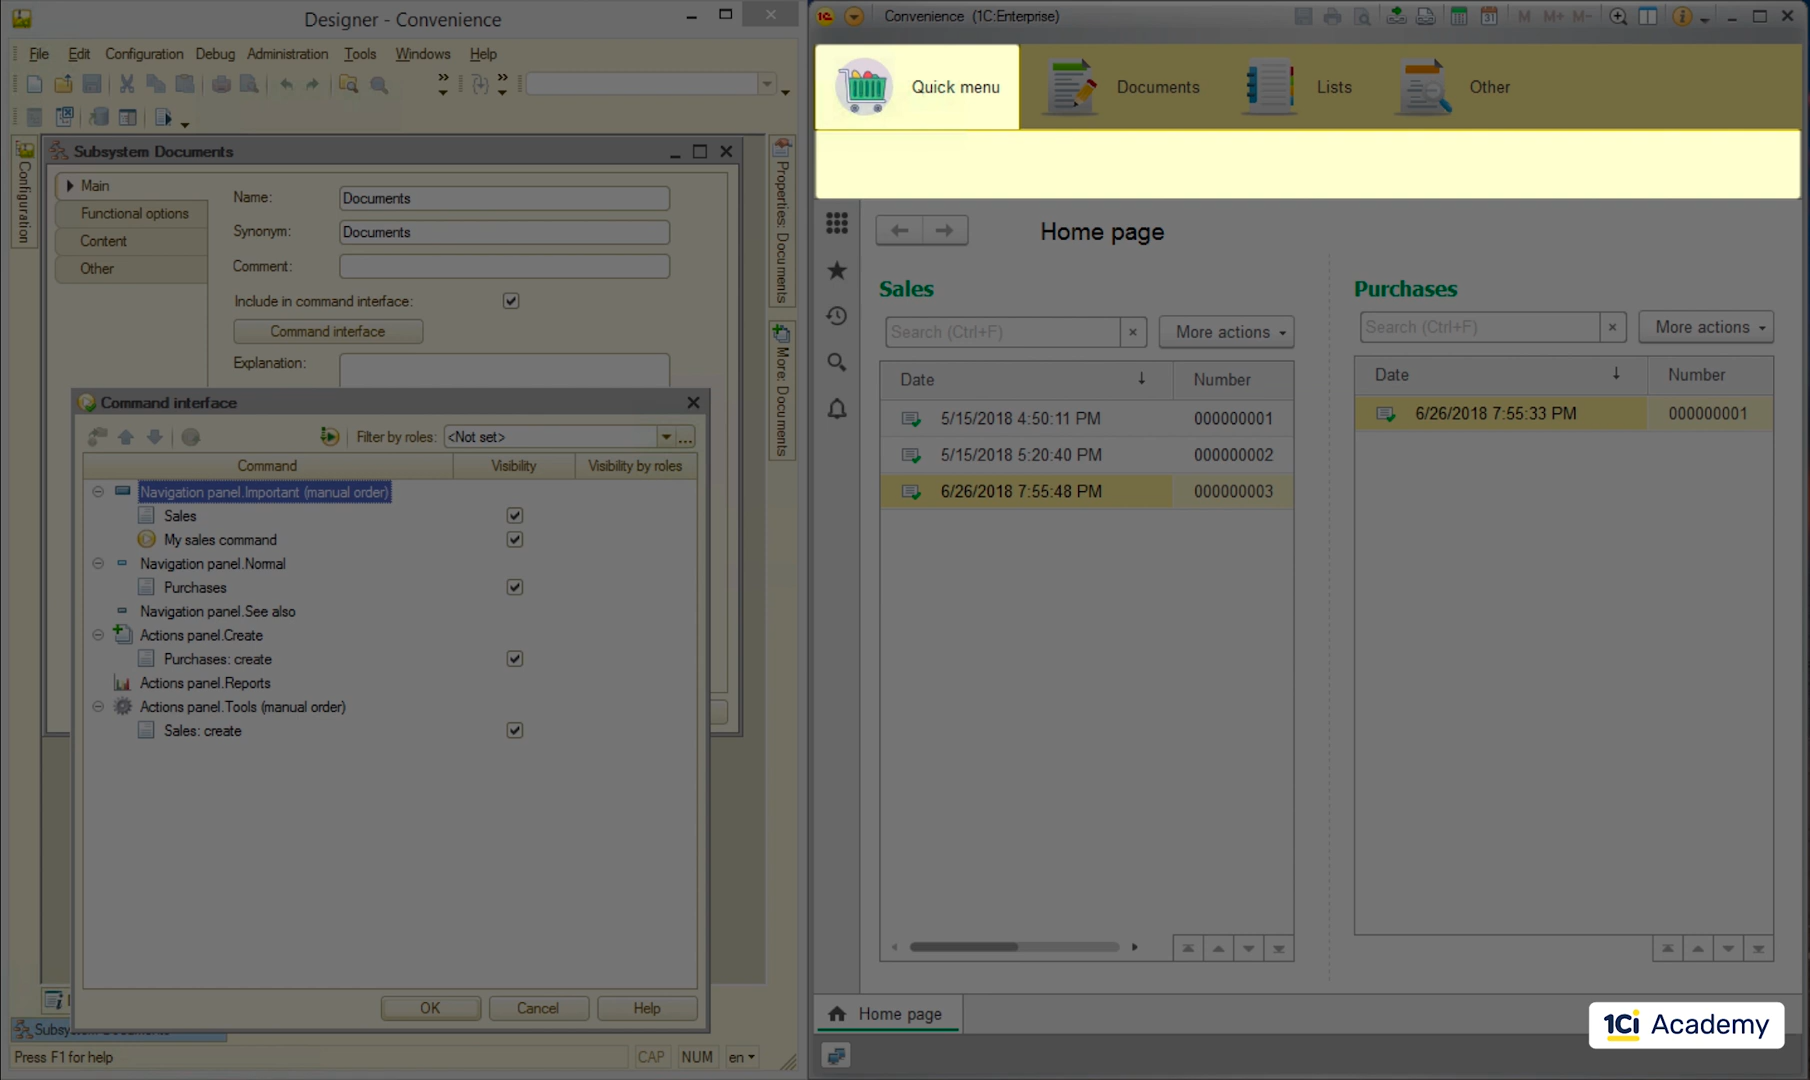 Designer - Convenience
File Edit Configuration Debug Administration Tools Windows Help
Configuration
Subsystem Documents
Main
Functional options
Content
Other
Name: Documents
Synonym: Documents
Comment:
Include in command interface:
Command interface
Explanation:
Properties: Documents
More: Documents
Command interface
Filter by roles: <Not set>
Command Visibility Visibility by roles
Navigation panel.Important (manual order)
Sales
My sales command
Navigation panel.Normal
Purchases
Navigation panel.See also
Actions panel.Create
Purchases: create
Actions panel.Reports
Actions panel.Tools (manual order)
Sales: create
OK Cancel Help
Press F1 for help
CAP NUM en
Convenience (1C:Enterprise)
M M+ M-
Quick menu Documents Lists Other
Home page
Sales
Search (Ctrl+F) × More actions
Date ↓ Number
5/15/2018 4:50:11 PM 000000001
5/15/2018 5:20:40 PM 000000002
6/26/2018 7:55:48 PM 000000003
Purchases
Search (Ctrl+F) × More actions
Date ↓ Number
6/26/2018 7:55:33 PM 000000001
Home page
1Ci Academy